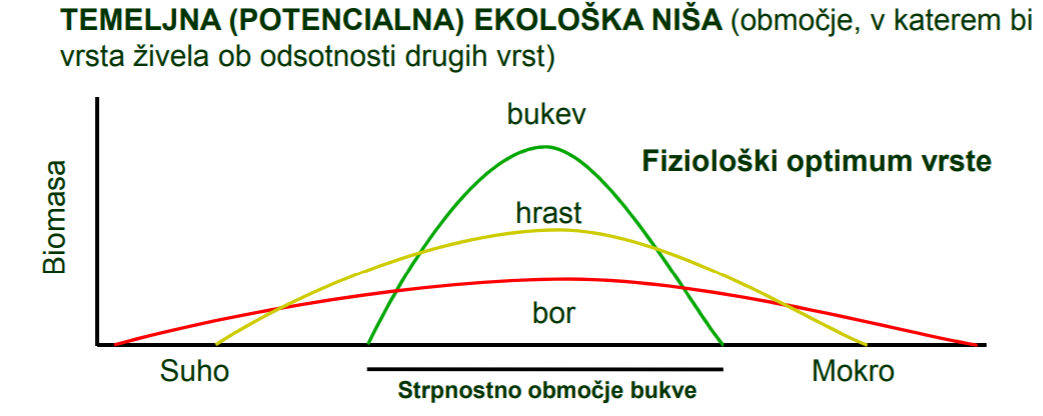 TEMELJNA (POTENCIALNA) EKOLOŠKA NIŠA (območje, v katerem bi
vrsta živela ob odsotnosti drugih vrst)
bukev
Fiziološki optimum vrste
hrast
Biomasa
bor
Suho
Mokro
Strpnostno območje bukve